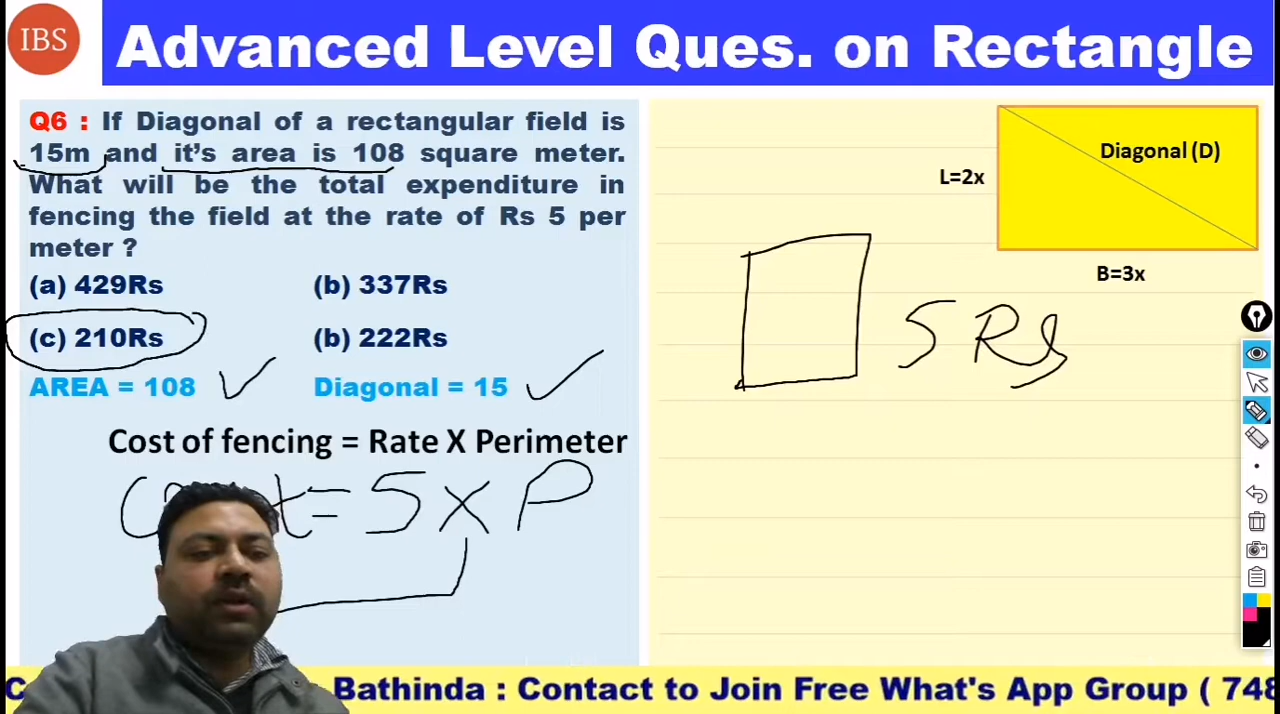 IBS
Advanced Level Ques. on Rectangle
Q6 : If Diagonal of a rectangular field is
15m and it's area is 108 square meter.
What will be the total expenditure in
fencing the field at the rate of Rs 5 per
meter ?
(a) 429Rs (b) 337Rs
(c) 210Rs (b) 222Rs
AREA = 108 Diagonal = 15
Cost of fencing = Rate X Perimeter
= 5 X P
Diagonal (D)
L=2x
B=3x
5 Rs
Bathinda : Contact to Join Free What's App Group ( 748